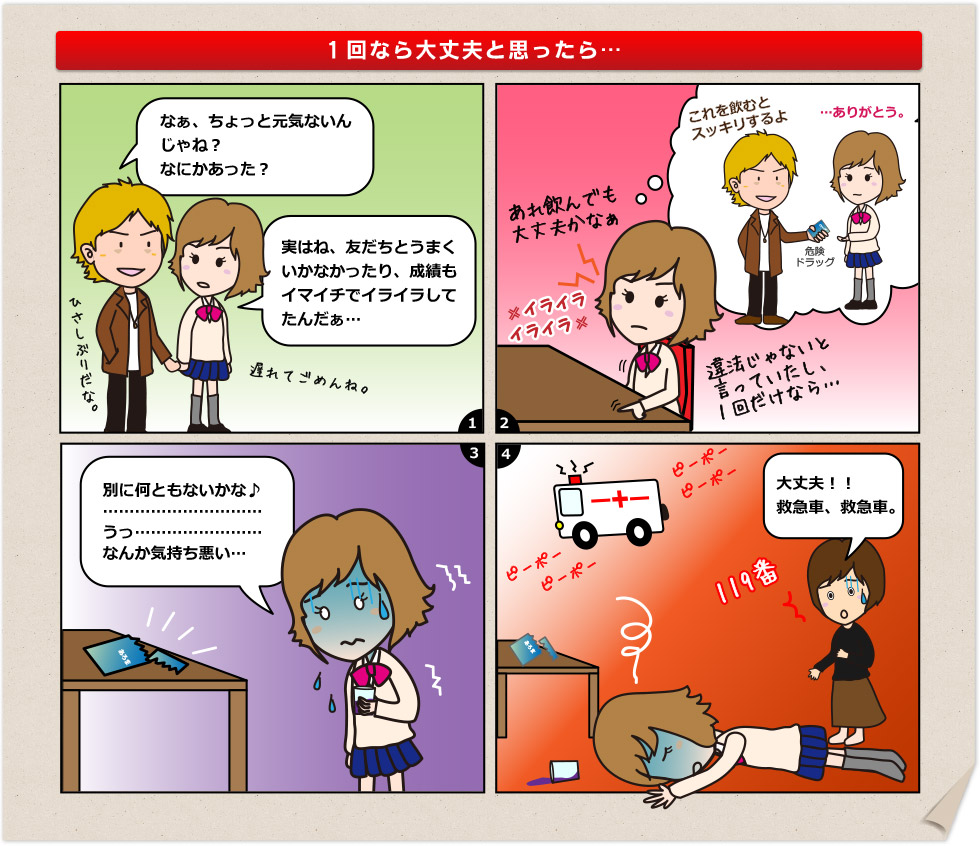 1回なら大丈夫と思ったら…
なぁ、ちょっと元気ないん
じゃね？
なにかあった？
実はね、友だちとうまく
いかなかったり、成績も
イマイチでイライラして
たんだぁ…
ひさしぶりだな。
遅れてごめんね。
1
これを飲むと
スッキリするよ
…ありがとう。
危険
ドラッグ
あれ飲んでも
大丈夫かなぁ
イライラ
イライラ
違法じゃないと
言っていたし、
1回だけなら…
2
3
別に何ともないかな♪
……………………………
うっ………………………
なんか気持ち悪い…
あろま
4
ピーポー
ピーポー
大丈夫！！
救急車、救急車。
ピーポー
ピーポー
119番
あろま